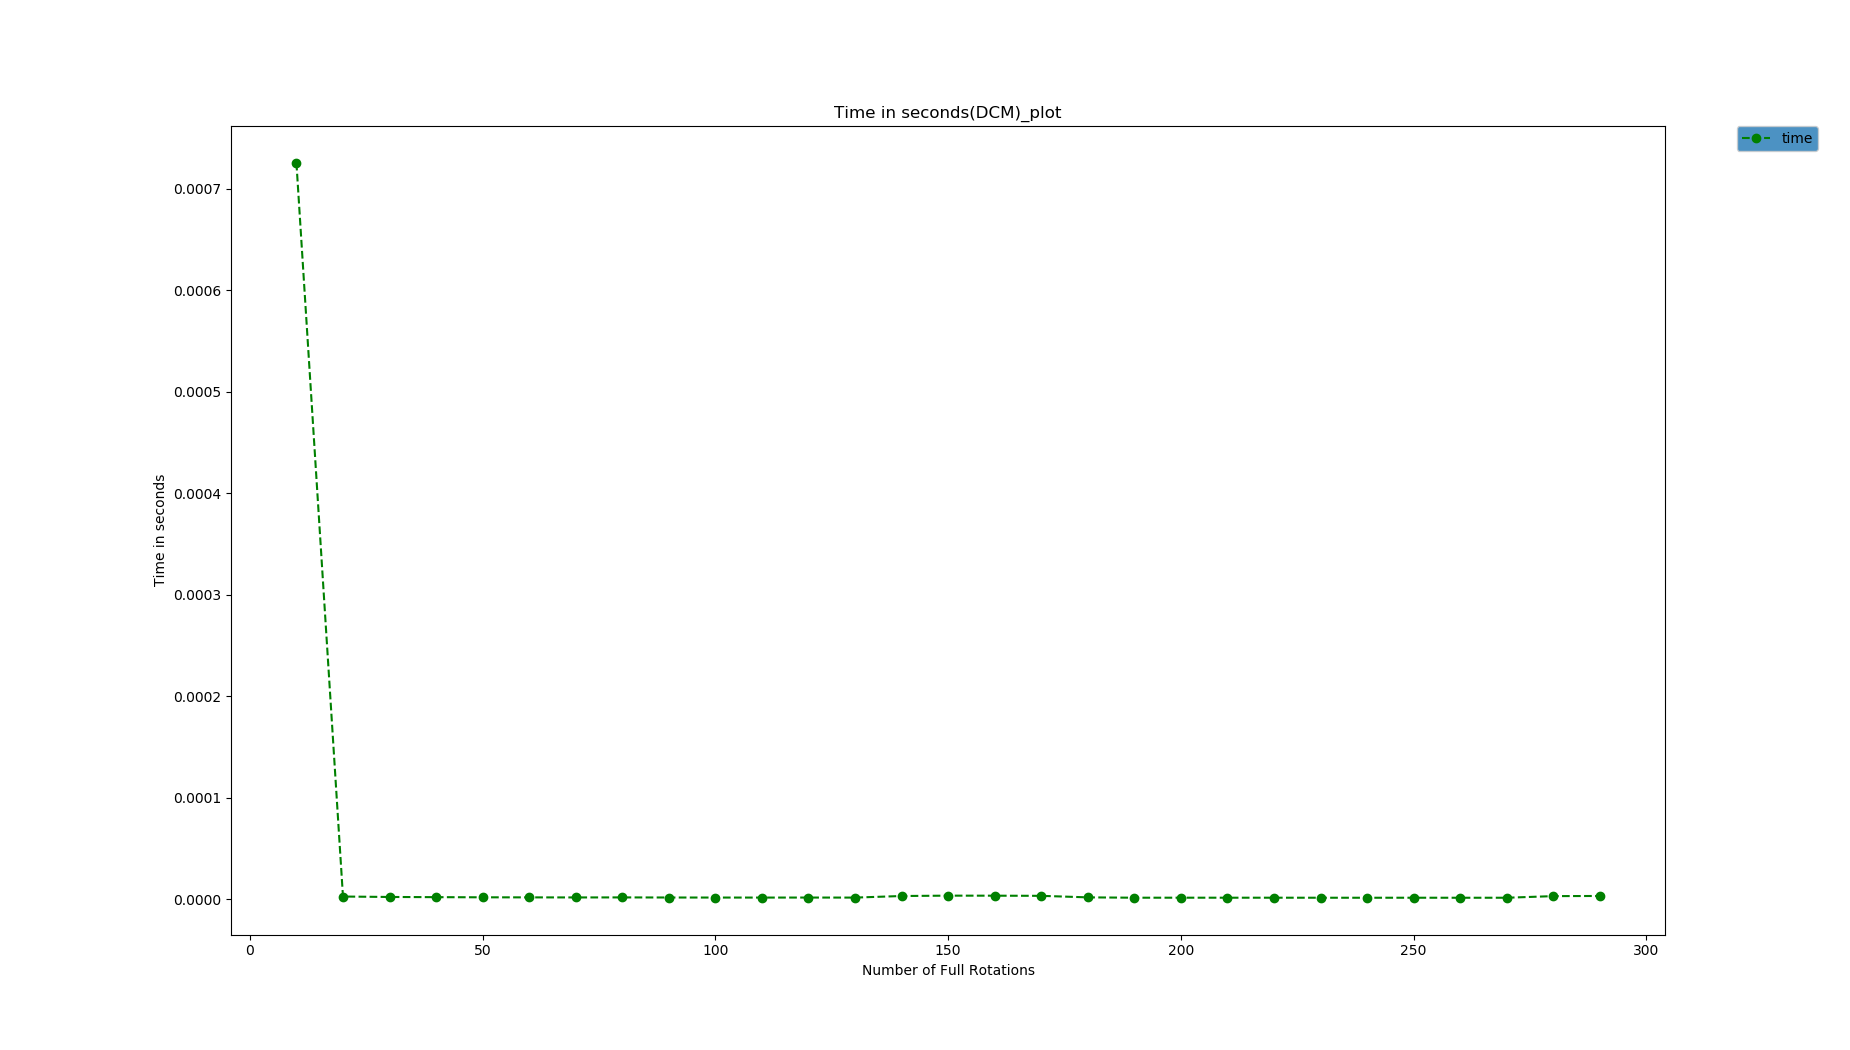 Time in seconds(DCM)_plot
time
0.0007
0.0006
0.0005
0.0004
0.0003
0.0002
0.0001
0.0000
Time in seconds
0 50 100 150 200 250 300
Number of Full Rotations